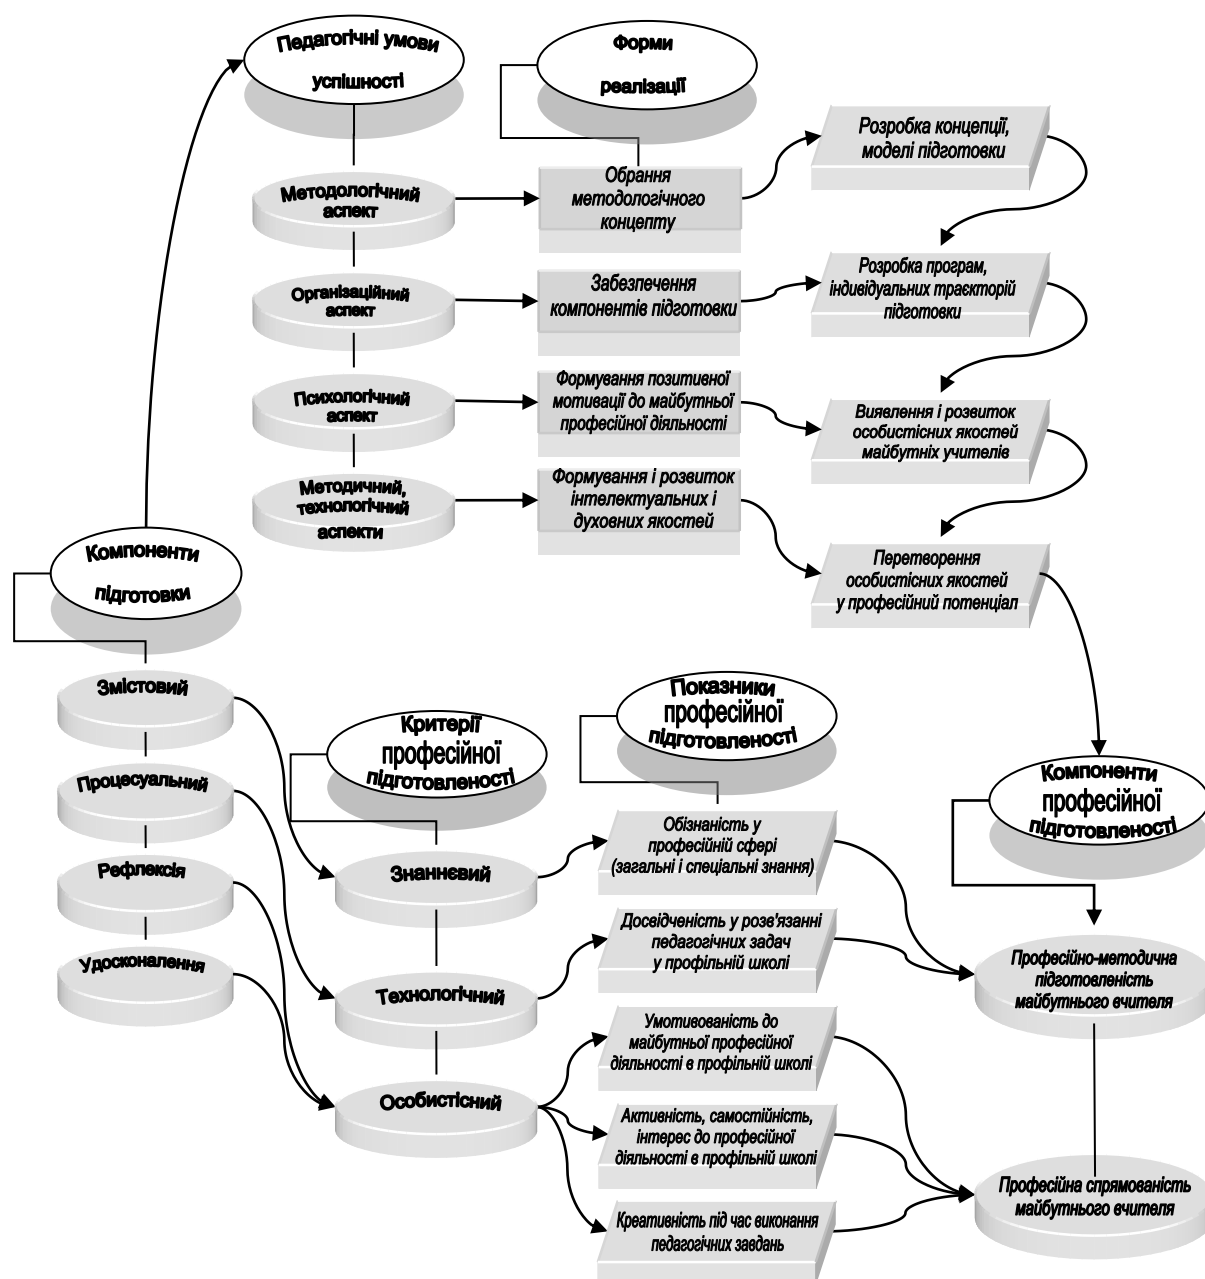 Педагогічні умови
успішності
Форми
реалізації
Розробка концепції,
моделі підготовки
Методологічний
аспект
Обрання
методологічного
концепту
Організаційний
аспект
Забезпечення
компонентів підготовки
Розробка програм,
індивідуальних траєкторій
підготовки
Психологічний
аспект
Формування позитивної
мотивації до майбутньої
професійної діяльності
Виявлення і розвиток
особистісних якостей
майбутніх учителів
Методичний,
технологічний
аспекти
Формування і розвиток
інтелектуальних і
духовних якостей
Перетворення
особистісних якостей
у професійний потенціал
Компоненти
підготовки
Змістовий
Процесуальний
Рефлексія
Удосконалення
Критерії
професійної
підготовленості
Знаннєвий
Технологічний
Особистісний
Показники
професійної
підготовленості
Обізнаність у
професійній сфері
(загальні і спеціальні знання)
Досвідченість у розв'язанні
педагогічних задач
у профільній школі
Умотивованість до
майбутньої професійної
діяльності в профільній школі
Активність, самостійність,
інтерес до професійної
діяльності в профільній школі
Креативність під час виконання
педагогічних завдань
Компоненти
професійної
підготовленості
Професійно-методична
підготовленість
майбутнього вчителя
Професійна спрямованість
майбутнього вчителя